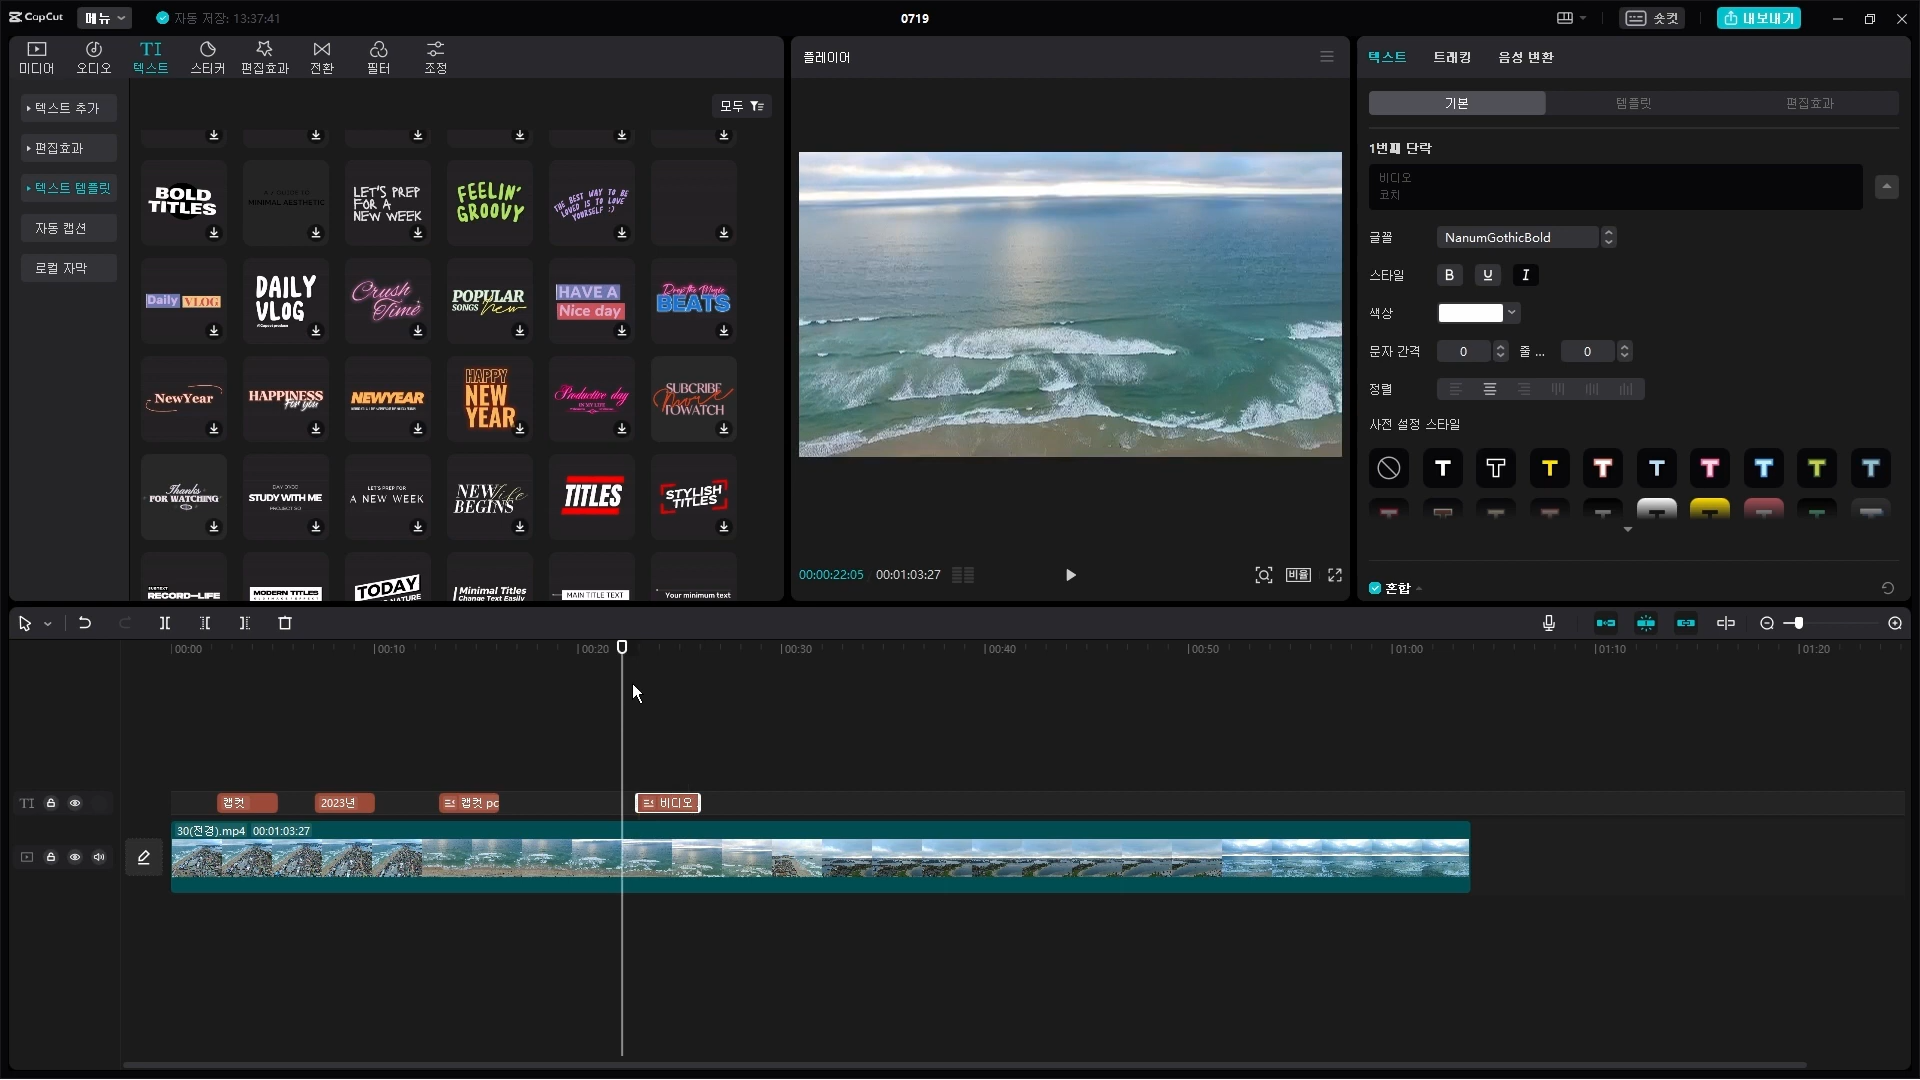 CapCut
메뉴
자동 저장: 13:37:41
0719
숏컷
내보내기
미디어
오디오
TI
텍스트
스티커
편집효과
전환
필터
조정
텍스트 추가
편집효과
텍스트 템플릿
자동 캡션
로컬 자막
모두
BOLD
TITLES
MINIMAL AESTHETIC
LET'S PREP
FOR A
NEW WEEK
FEELIN'
GROOVY
THE BEST WAY TO BE
LOVED IS TO LOVE
YOURSELF :)
Daily VLOG
DAILY
VLOG
Crush
Time
POPULAR
SONGS New
HAVE A
Nice day
Drop the Music
BEATS
NewYear
HAPPINESS
For you
NEWYEAR
HAPPY
NEW
YEAR
Productive day
IN MY LIFE
SUBCRIBE
More
TOWATCH
Thanks
FOR WATCHING
STUDY WITH ME
LET'S PREP FOR
A NEW WEEK
NEW life
BEGINS
TITLES
STYLISH
TITLES
RECORD—LIFE
MODERN TITLES
TODAY
NATURE
Minimal Titles
Change Text Easily
MAIN TITLE TEXT
Your minimum text
플레이어
00:00:22:05 00:01:03:27
비율
텍스트
트래킹
음성 변환
기본
템플릿
편집효과
1번째 단락
비디오
코치
글꼴
NanumGothicBold
스타일
B
U
I
색상
문자 간격
0
줄 ...
0
정렬
사전 설정 스타일
T T T T T T T T T
혼합
00:00
00:10
00:20
00:30
00:40
00:50
01:00
01:10
01:20
TI
캡컷
2023년
캡컷 pc
비디오
30(전경).mp4 00:01:03:27